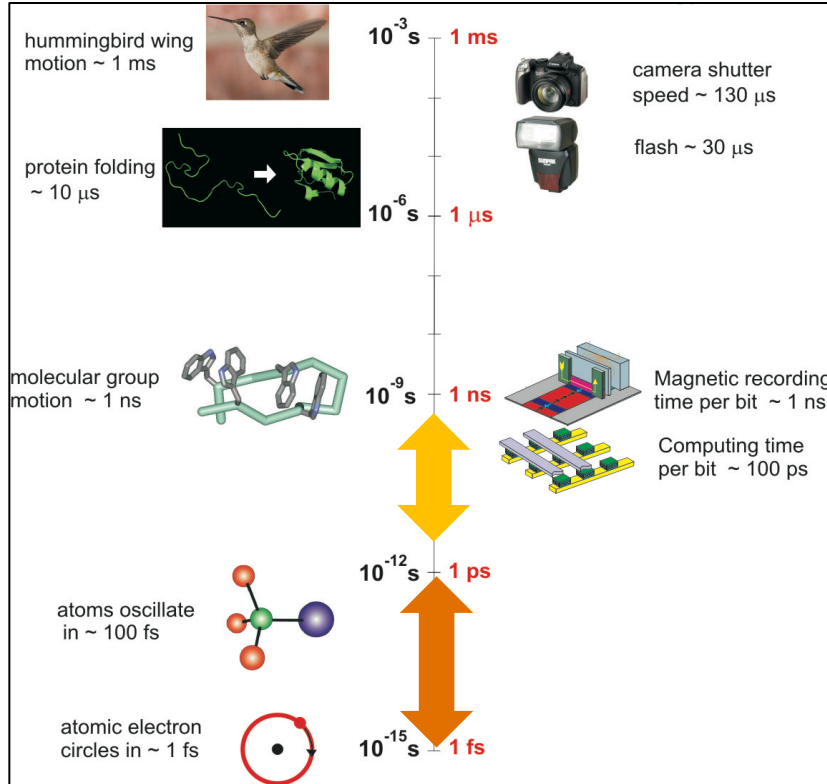 hummingbird wing
motion ~ 1 ms
10⁻³s
1 ms
camera shutter
speed ~ 130 μs
flash ~ 30 μs
protein folding
~ 10 μs
10⁻⁶s
1 μs
molecular group
motion ~ 1 ns
10⁻⁹s
1 ns
Magnetic recording
time per bit ~ 1 ns
Computing time
per bit ~ 100 ps
10⁻¹²s
1 ps
atoms oscillate
in ~ 100 fs
atomic electron
circles in ~ 1 fs
10⁻¹⁵s
1 fs